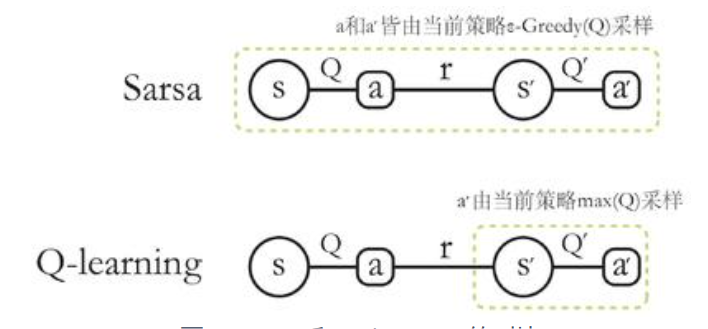 a和a′皆由当前策略ε-Greedy(Q)采样
Sarsa s Q a r s′ Q′ a′
a′由当前策略max(Q)采样
Q-learning s Q a r s′ Q′ a′